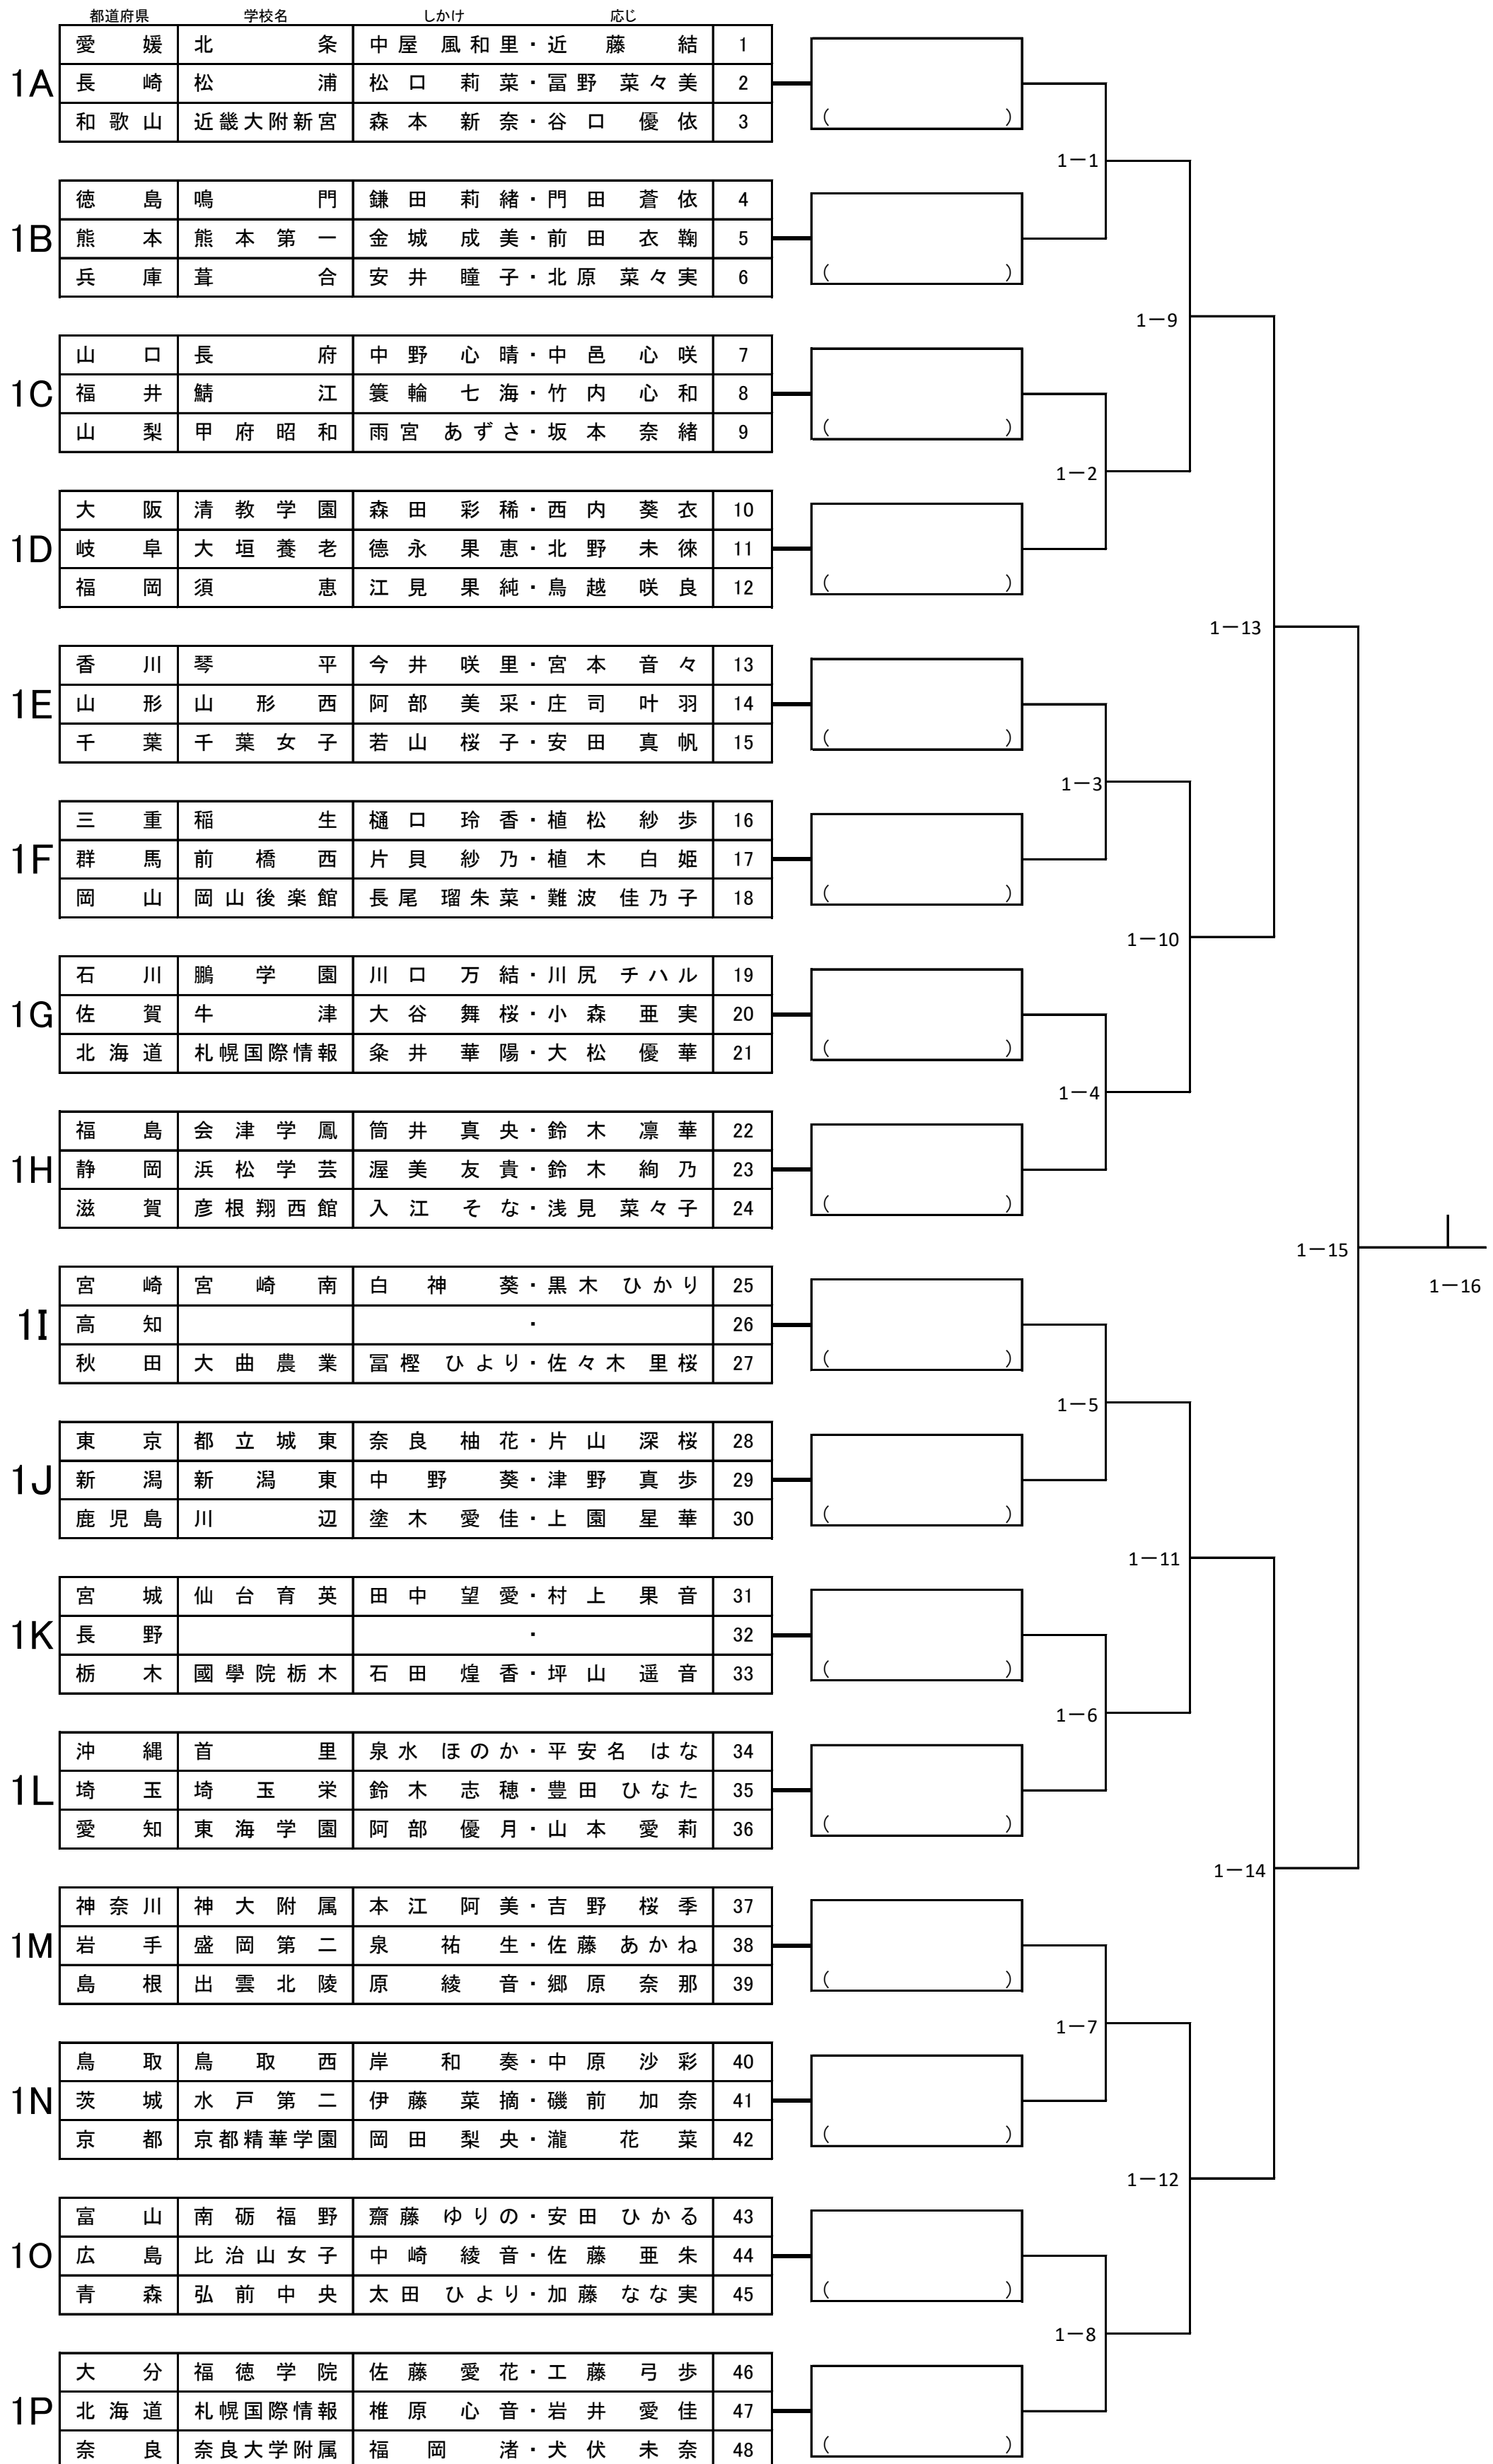 都道府県 学校名 しかけ 応じ
愛媛 北条 中屋 風和里・近藤 結 1
1A 長崎 松浦 松口 莉菜・冨野 菜々美 2
和歌山 近畿大附新宮 森本 新奈・谷口 優依 3
( )
1－1
徳島 鳴門 鎌田 莉緒・門田 蒼依 4
1B 熊本 熊本第一 金城 成美・前田 衣鞠 5
兵庫 葺合 安井 瞳子・北原 菜々実 6
( )
1－9
山口 長府 中野 心晴・中邑 心咲 7
1C 福井 鯖江 簑輪 七海・竹内 心和 8
山梨 甲府昭和 雨宮 あずさ・坂本 奈緒 9
( )
1－2
大阪 清教学園 森田 彩稀・西内 葵衣 10
1D 岐阜 大垣養老 徳永 果恵・北野 未徠 11
福岡 須恵 江見 果純・鳥越 咲良 12
( )
1－13
香川 琴平 今井 咲里・宮本 音々 13
1E 山形 山形西 阿部 美采・庄司 叶羽 14
千葉 千葉女子 若山 桜子・安田 真帆 15
( )
1－3
三重 稲生 樋口 玲香・植松 紗歩 16
1F 群馬 前橋西 片貝 紗乃・植木 白姫 17
岡山 岡山後楽館 長尾 瑠朱菜・難波 佳乃子 18
( )
1－10
石川 鵬学園 川口 万結・川尻 チハル 19
1G 佐賀 牛津 大谷 舞桜・小森 亜実 20
北海道 札幌国際情報 粂井 華陽・大松 優華 21
( )
1－4
福島 会津学鳳 筒井 真央・鈴木 凛華 22
1H 静岡 浜松学芸 渥美 友貴・鈴木 絢乃 23
滋賀 彦根翔西館 入江 そな・浅見 菜々子 24
( )
1－15
1－16
宮崎 宮崎南 白神 葵・黒木 ひかり 25
1I 高知 ・ 26
秋田 大曲農業 冨樫 ひより・佐々木 里桜 27
( )
1－5
東京 都立城東 奈良 柚花・片山 深桜 28
1J 新潟 新潟東 中野 葵・津野 真歩 29
鹿児島 川辺 塗木 愛佳・上園 星華 30
( )
1－11
宮城 仙台育英 田中 望愛・村上 果音 31
1K 長野 ・ 32
栃木 國學院栃木 石田 煌香・坪山 遥音 33
( )
1－6
沖縄 首里 泉水 ほのか・平安名 はな 34
1L 埼玉 埼玉栄 鈴木 志穂・豊田 ひなた 35
愛知 東海学園 阿部 優月・山本 愛莉 36
( )
1－14
神奈川 神大附属 本江 阿美・吉野 桜季 37
1M 岩手 盛岡第二 泉 祐生・佐藤 あかね 38
島根 出雲北陵 原 綾音・郷原 奈那 39
( )
1－7
鳥取 鳥取西 岸 和奏・中原 沙彩 40
1N 茨城 水戸第二 伊藤 菜摘・磯前 加奈 41
京都 京都精華学園 岡田 梨央・瀧 花菜 42
( )
1－12
富山 南砺福野 齋藤 ゆりの・安田 ひかる 43
1O 広島 比治山女子 中崎 綾音・佐藤 亜朱 44
青森 弘前中央 太田 ひより・加藤 なな実 45
( )
1－8
大分 福徳学院 佐藤 愛花・工藤 弓歩 46
1P 北海道 札幌国際情報 椎原 心音・岩井 愛佳 47
奈良 奈良大学附属 福岡 渚・犬伏 未奈 48
( )